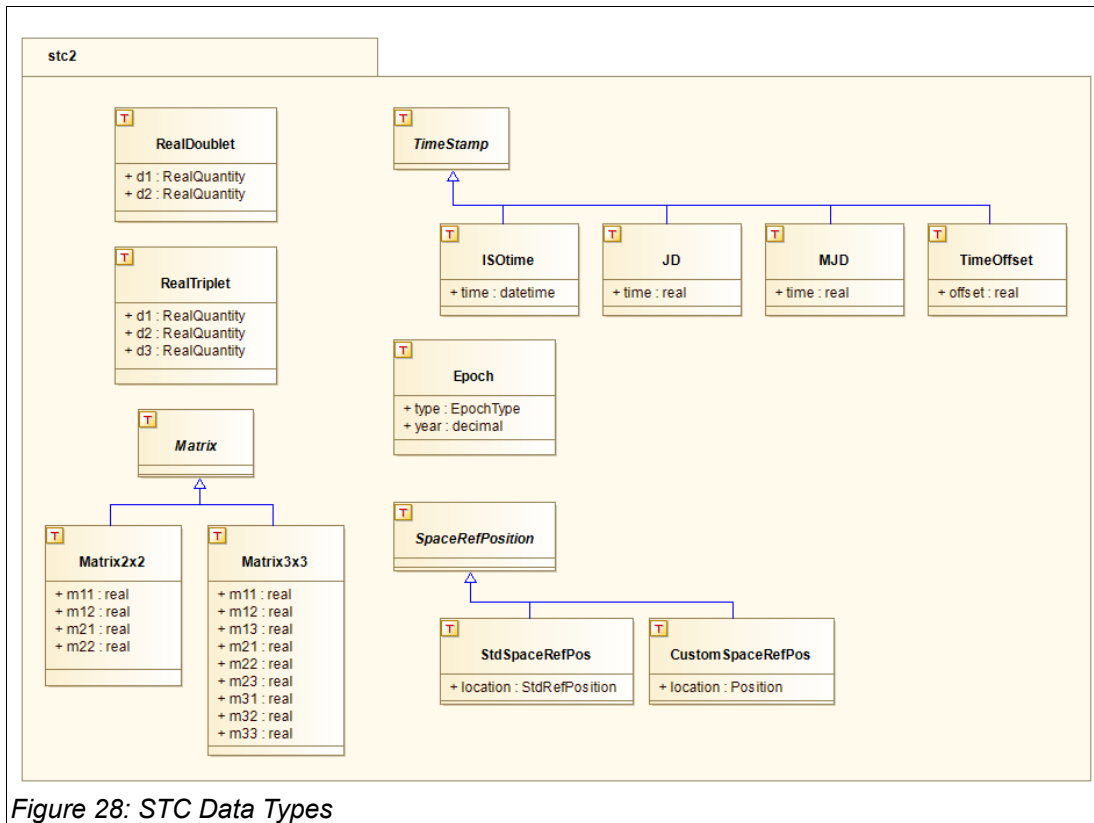 stc2
T
RealDoublet
+ d1 : RealQuantity
+ d2 : RealQuantity
T
RealTriplet
+ d1 : RealQuantity
+ d2 : RealQuantity
+ d3 : RealQuantity
T
Matrix
T
Matrix2x2
+ m11 : real
+ m12 : real
+ m21 : real
+ m22 : real
T
Matrix3x3
+ m11 : real
+ m12 : real
+ m13 : real
+ m21 : real
+ m22 : real
+ m23 : real
+ m31 : real
+ m32 : real
+ m33 : real
T
TimeStamp
T
ISOtime
+ time : datetime
T
JD
+ time : real
T
MJD
+ time : real
T
TimeOffset
+ offset : real
T
Epoch
+ type : EpochType
+ year : decimal
T
SpaceRefPosition
T
StdSpaceRefPos
+ location : StdRefPosition
T
CustomSpaceRefPos
+ location : Position
Figure 28: STC Data Types